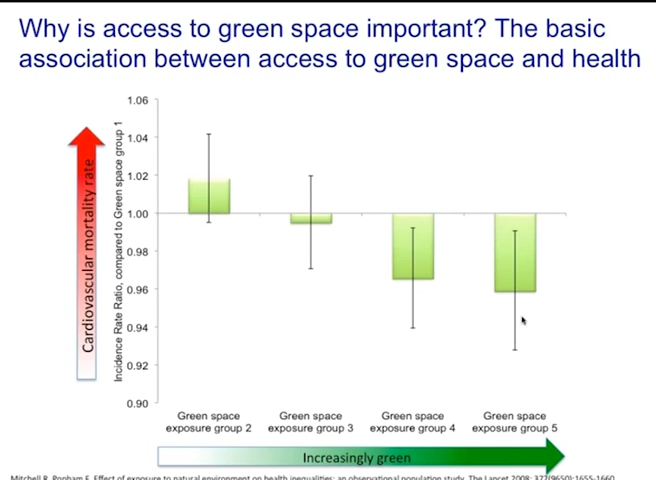 Why is access to green space important? The basic
association between access to green space and health
Cardiovascular mortality rate
Incidence Rate Ratio, compared to Green space group 1
1.06
1.04
1.02
1.00
0.98
0.96
0.94
0.92
0.90
Green space
exposure group 2
Green space
exposure group 3
Green space
exposure group 4
Green space
exposure group 5
Increasingly green
Mitchell R, Popham F. Effect of exposure to natural environment on health inequalities: an observational population study. The Lancet 2008; 372(9650):1655-1660